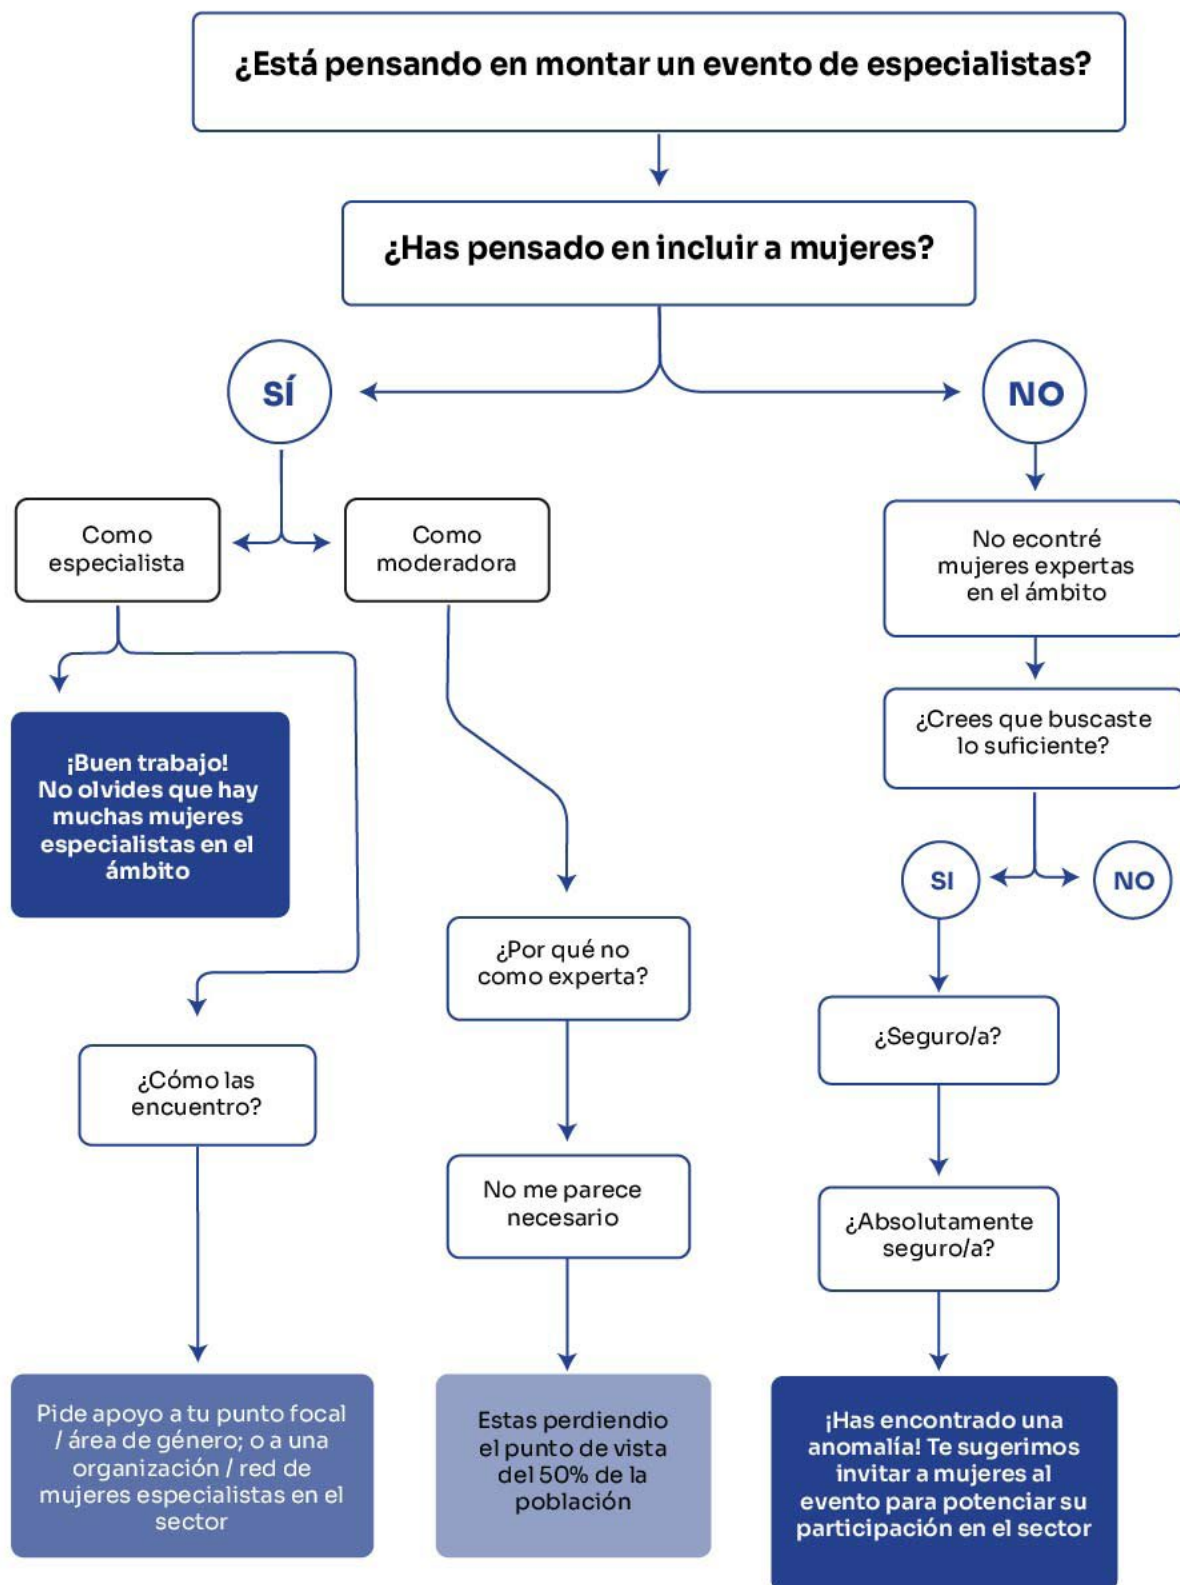 ¿Está pensando en montar un evento de especialistas?
¿Has pensado en incluir a mujeres?
SÍ
NO
Como
especialista
Como
moderadora
No econtré
mujeres expertas
en el ámbito
¡Buen trabajo!
No olvides que hay
muchas mujeres
especialistas en el
ámbito
¿Crees que buscaste
lo suficiente?
SI
NO
¿Por qué no
como experta?
¿Seguro/a?
¿Cómo las
encuentro?
No me parece
necesario
¿Absolutamente
seguro/a?
Pide apoyo a tu punto focal
/ área de género; o a una
organización / red de
mujeres especialistas en el
sector
Estas perdiendio
el punto de vista
del 50% de la
población
¡Has encontrado una
anomalía! Te sugerimos
invitar a mujeres al
evento para potenciar su
participación en el sector